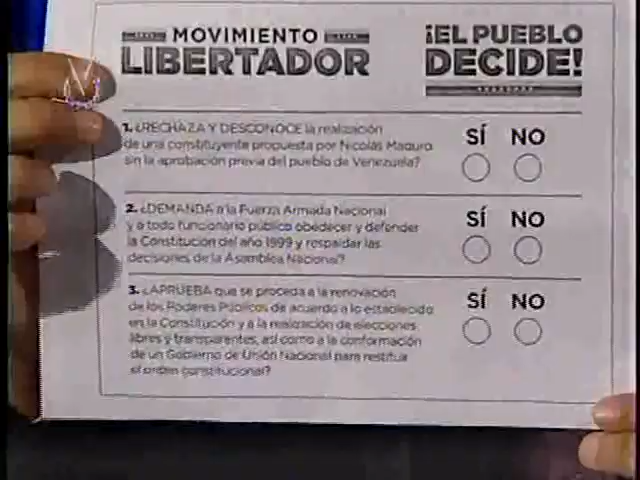 MOVIMIENTO
LIBERTADOR
¡EL PUEBLO
DECIDE!
1. ¿RECHAZA Y DESCONOCE la realización
de una constituyente propuesta por Nicolás Maduro
sin la aprobación previa del pueblo de Venezuela?
SÍ NO
2. ¿DEMANDA a la Fuerza Armada Nacional
y a todo funcionario público obedecer y defender
la Constitución del año 1999 y respaldar las
decisiones de la Asamblea Nacional?
SÍ NO
3. ¿APRUEBA que se proceda a la renovación
de los Poderes Públicos de acuerdo a lo establecido
en la Constitución y a la realización de elecciones
libres y transparentes, así como a la conformación
de un Gobierno de Unión Nacional para restituir
el orden constitucional?
SÍ NO